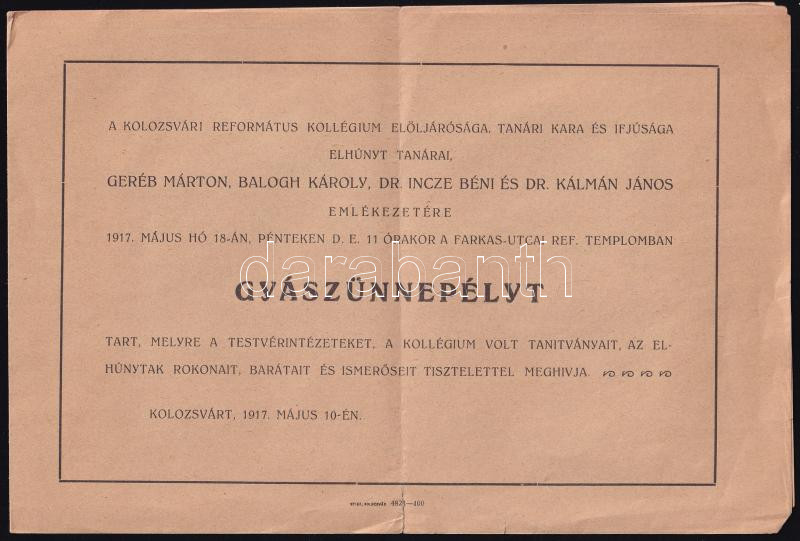 A KOLOZSVÁRI REFORMÁTUS KOLLÉGIUM ELŐLJÁRÓSÁGA, TANÁRI KARA ÉS IFJÚSÁGA
ELHÚNYT TANÁRAI,
GERÉB MÁRTON, BALOGH KÁROLY, DR. INCZE BÉNI ÉS DR. KÁLMÁN JÁNOS
EMLÉKEZETÉRE
1917. MÁJUS HÓ 18-ÁN, PÉNTEKEN D. E. 11 ÓRAKOR A FARKAS-UTCAI REF. TEMPLOMBAN
darabanth
GYÁSZÜNNEPÉLYT
TART, MELYRE A TESTVÉRINTÉZETEKET, A KOLLÉGIUM VOLT TANITVÁNYAIT, AZ EL-
HÚNYTAK ROKONAIT, BARÁTAIT ÉS ISMERŐSEIT TISZTELETTEL MEGHIVJA.
KOLOZSVÁRT, 1917. MÁJUS 10-ÉN.
—400